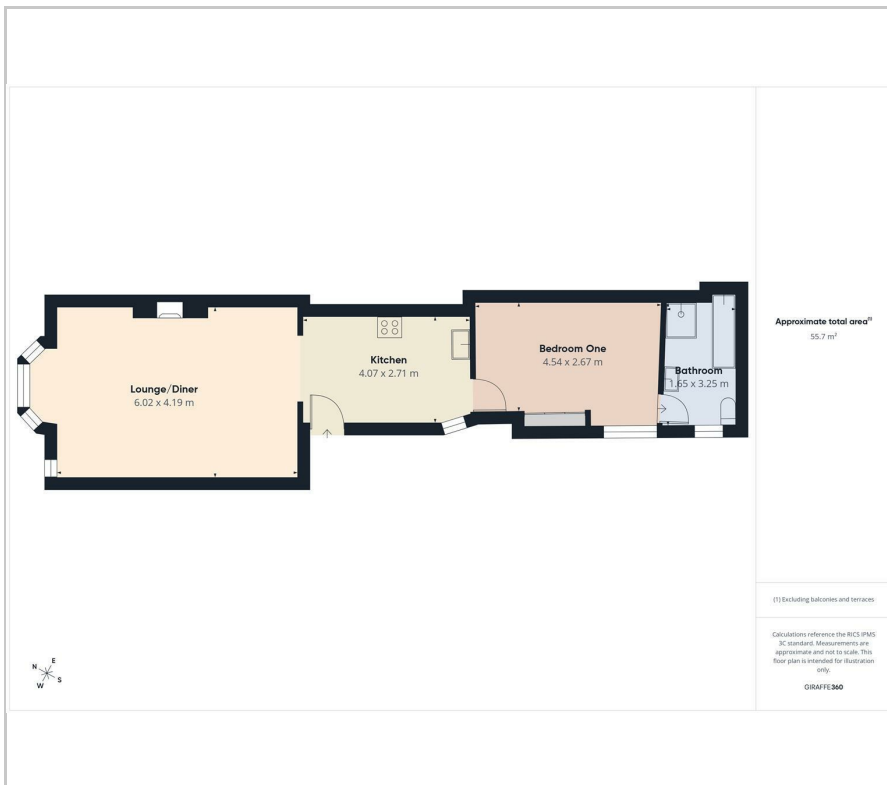 Lounge/Diner
6.02 x 4.19 m
Kitchen
4.07 x 2.71 m
Bedroom One
4.54 x 2.67 m
Bathroom
1.65 x 3.25 m
Approximate total area(1)
55.7 m²
(1) Excluding balconies and terraces
Calculations reference the RICS IPMS
3C standard. Measurements are
approximate and not to scale. This
floor plan is intended for illustration
only.
GIRAFFE360
N
E
S
W